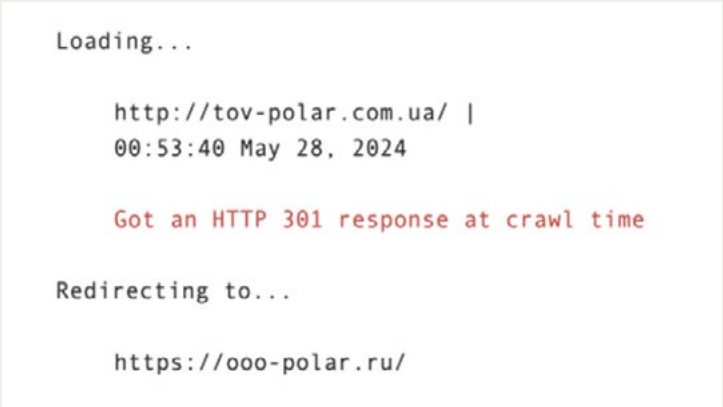 Loading...
http://tov-polar.com.ua/ |
00:53:40 May 28, 2024
Got an HTTP 301 response at crawl time
Redirecting to...
https://ooo-polar.ru/